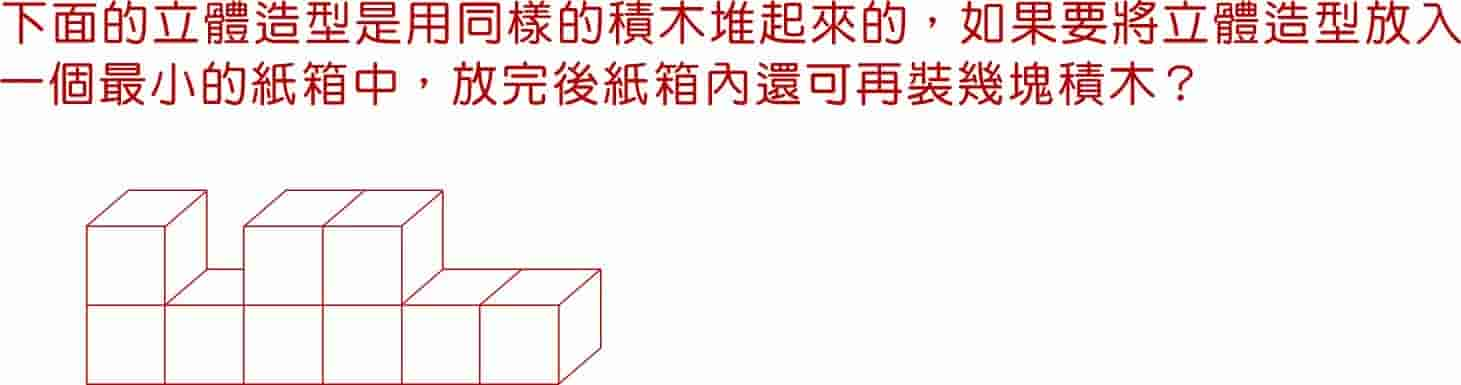 下面的立體造型是用同樣的積木堆起來的，如果要將立體造型放入
一個最小的紙箱中，放完後紙箱內還可再裝幾塊積木？